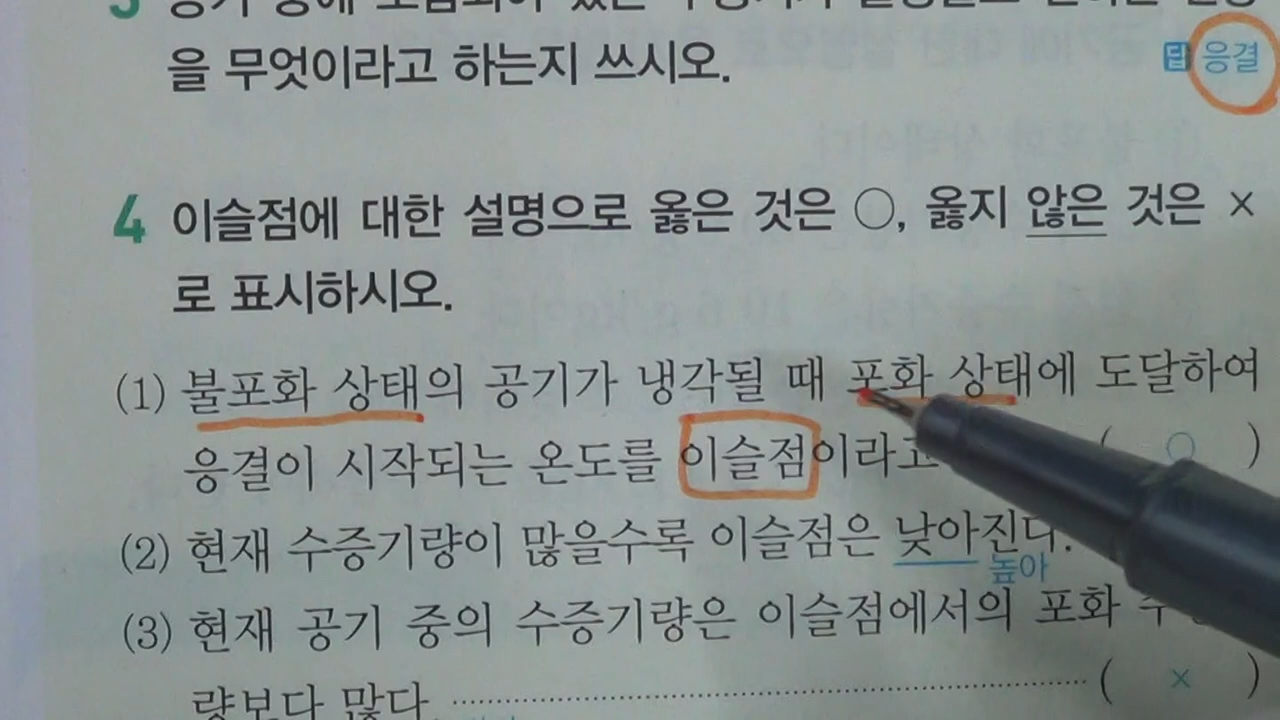 3
을 무엇이라고 하는지 쓰시오.
답 응결
4 이슬점에 대한 설명으로 옳은 것은 ○, 옳지 않은 것은 ×
로 표시하시오.
(1) 불포화 상태의 공기가 냉각될 때 포화 상태에 도달하여
응결이 시작되는 온도를 이슬점이라고 ( ○ )
(2) 현재 수증기량이 많을수록 이슬점은 낮아진다.
높아
(3) 현재 공기 중의 수증기량은 이슬점에서의 포화
량보다 많다. ( × )